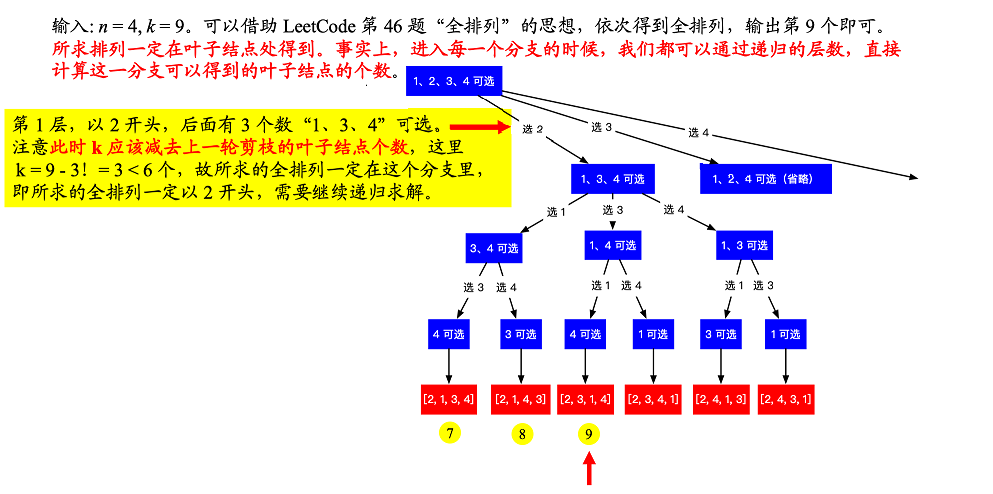 输入: n = 4, k = 9。可以借助 LeetCode 第 46 题“全排列”的思想，依次得到全排列，输出第 9 个即可。
所求排列一定在叶子结点处得到。事实上，进入每一个分支的时候，我们都可以通过递归的层数，直接
计算这一分支可以得到的叶子结点的个数。
1、2、3、4 可选
第 1 层，以 2 开头，后面有 3 个数“1、3、4”可选。
注意此时 k 应该减去上一轮剪枝的叶子结点个数，这里
k = 9 - 3! = 3 < 6 个，故所求的全排列一定在这个分支里，
即所求的全排列一定以 2 开头，需要继续递归求解。
选 2
选 3
选 4
1、3、4 可选
1、2、4 可选（省略）
选 1
选 3
选 4
3、4 可选
1、4 可选
1、3 可选
选 3
选 4
选 1
选 4
选 1
选 3
4 可选
3 可选
4 可选
1 可选
3 可选
1 可选
[2, 1, 3, 4]
[2, 1, 4, 3]
[2, 3, 1, 4]
[2, 3, 4, 1]
[2, 4, 1, 3]
[2, 4, 3, 1]
7
8
9